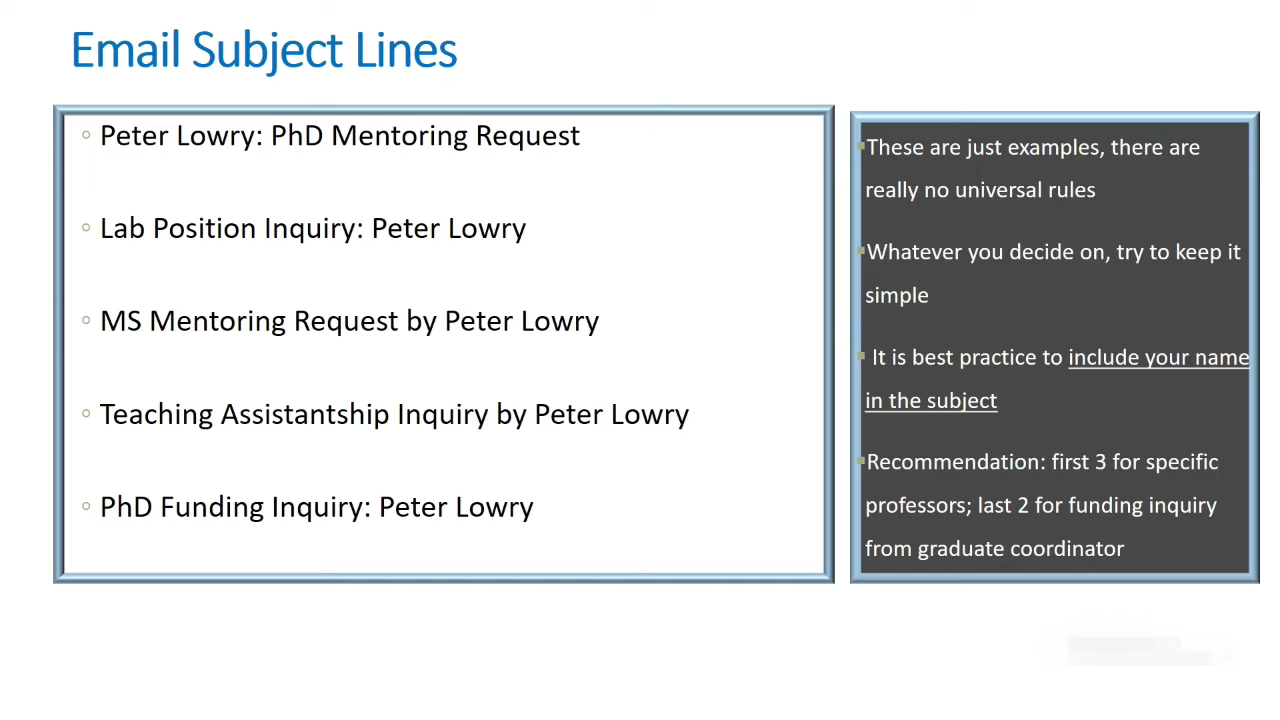 Email Subject Lines
Peter Lowry: PhD Mentoring Request
Lab Position Inquiry: Peter Lowry
MS Mentoring Request by Peter Lowry
Teaching Assistantship Inquiry by Peter Lowry
PhD Funding Inquiry: Peter Lowry
These are just examples, there are
really no universal rules
Whatever you decide on, try to keep it
simple
It is best practice to include your name
in the subject
Recommendation: first 3 for specific
professors; last 2 for funding inquiry
from graduate coordinator